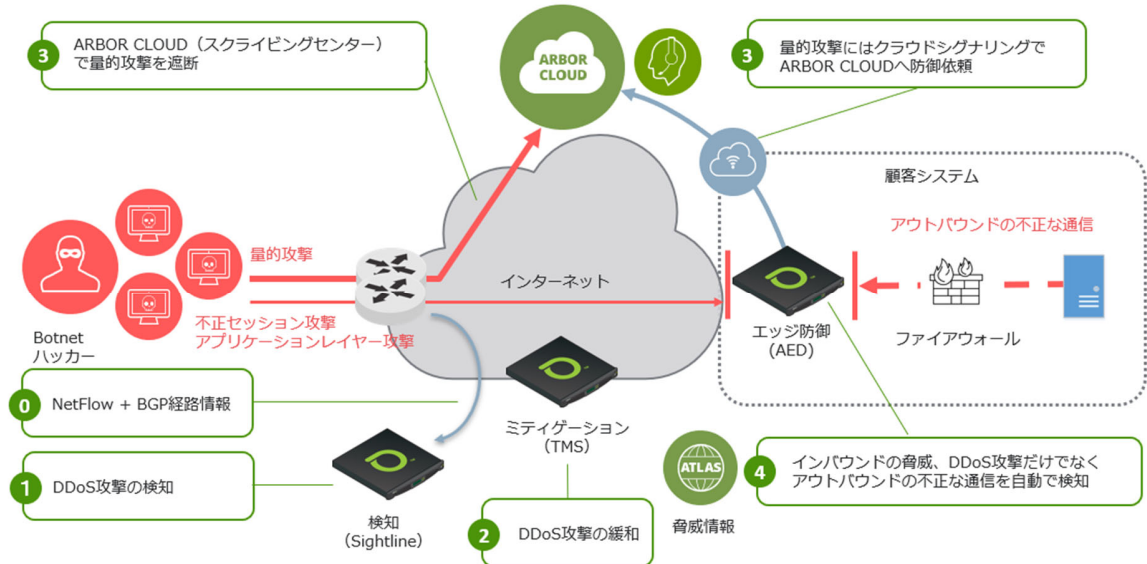 3
ARBOR CLOUD（スクライビングセンター）
で量的攻撃を遮断
ARBOR
CLOUD
3
量的攻撃にはクラウドシグナリングで
ARBOR CLOUDへ防御依頼
顧客システム
アウトバウンドの不正な通信
量的攻撃
インターネット
不正セッション攻撃
アプリケーションレイヤー攻撃
Botnet
ハッカー
エッジ防御
(AED)
ファイアウォール
0
NetFlow + BGP経路情報
ミティゲーション
（TMS）
1
DDoS攻撃の検知
検知
（Sightline）
2
DDoS攻撃の緩和
ATLAS
脅威情報
4
インバウンドの脅威、DDoS攻撃だけでなく
アウトバウンドの不正な通信を自動で検知